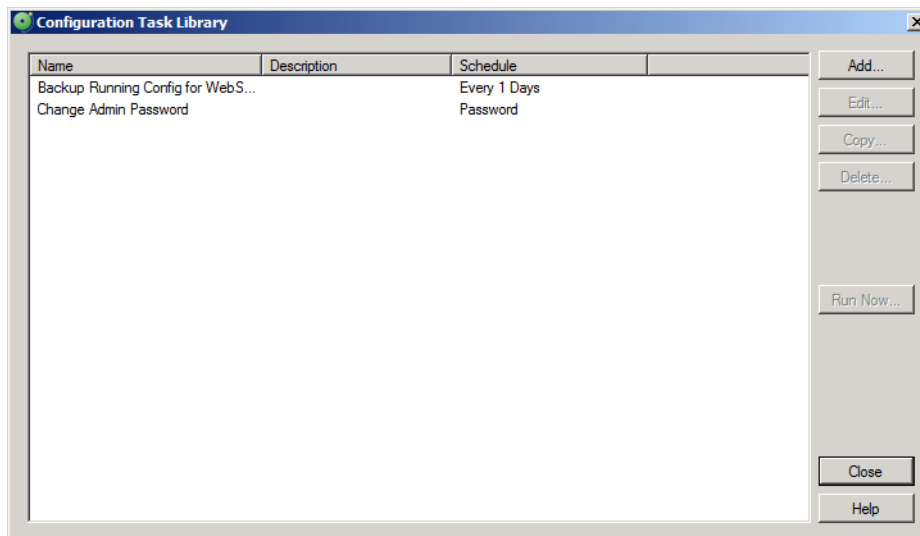 Configuration Task Library
Name Description Schedule
Backup Running Config for WebS... Every 1 Days
Change Admin Password Password
Add...
Edit...
Copy...
Delete...
Run Now...
Close
Help